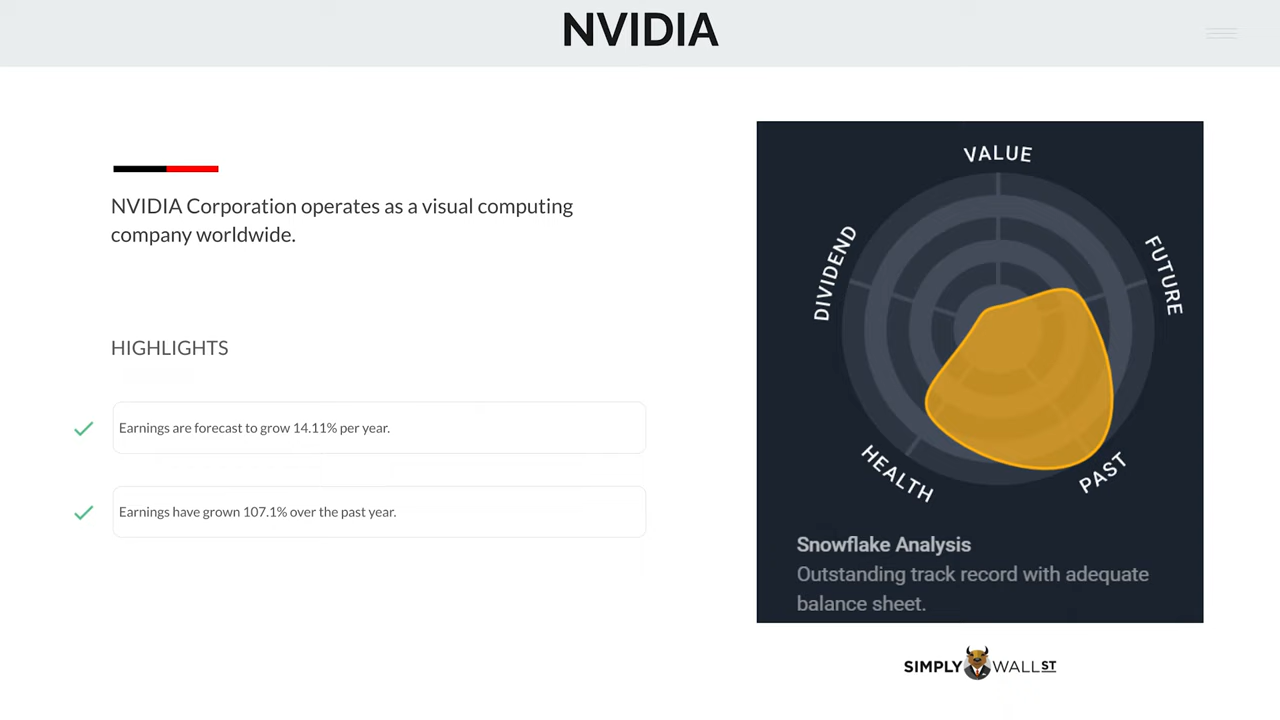 NVIDIA
NVIDIA Corporation operates as a visual computing
company worldwide.
HIGHLIGHTS
Earnings are forecast to grow 14.11% per year.
Earnings have grown 107.1% over the past year.
VALUE
FUTURE
PAST
HEALTH
DIVIDEND
Snowflake Analysis
Outstanding track record with adequate
balance sheet.
SIMPLY WALL ST